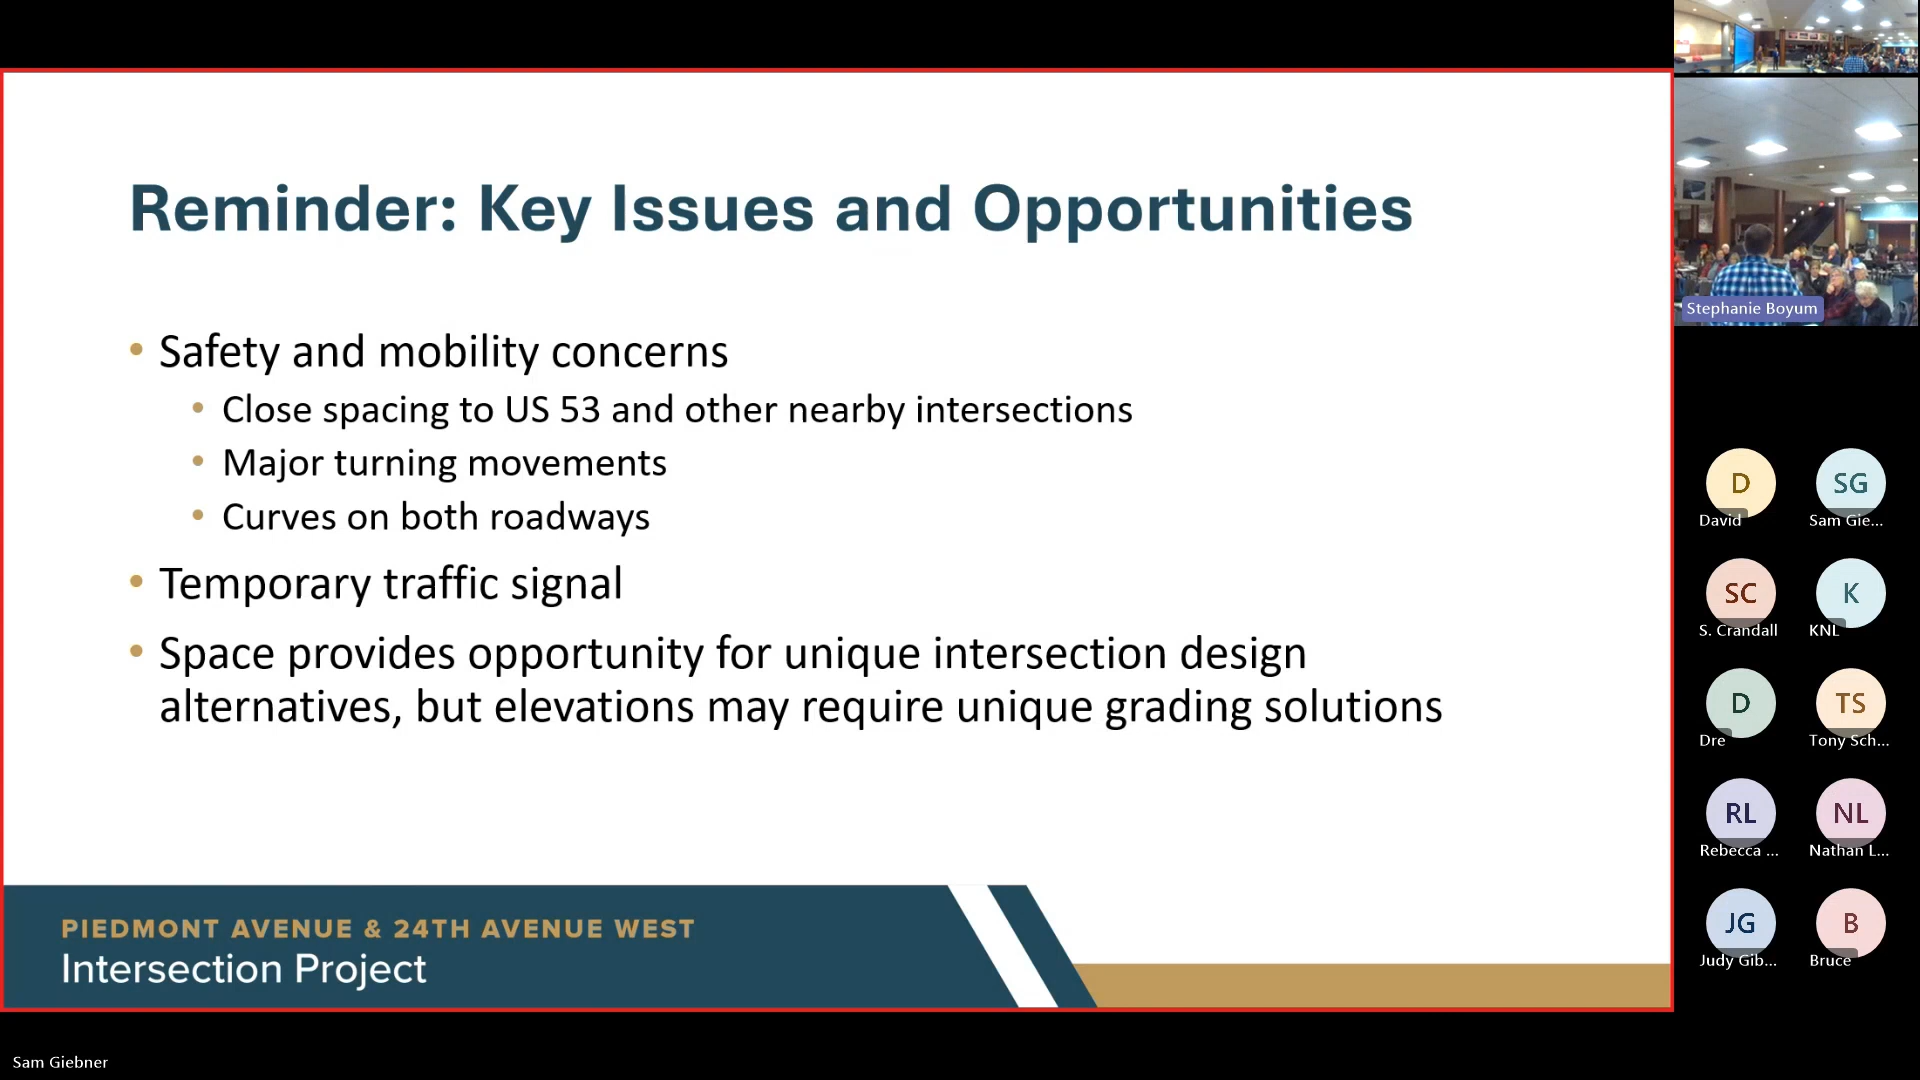 Reminder: Key Issues and Opportunities
• Safety and mobility concerns
• Close spacing to US 53 and other nearby intersections
• Major turning movements
• Curves on both roadways
• Temporary traffic signal
• Space provides opportunity for unique intersection design
alternatives, but elevations may require unique grading solutions
PIEDMONT AVENUE & 24TH AVENUE WEST
Intersection Project
Sam Giebner
Stephanie Boyum
D
David
SG
Sam Gie...
SC
S. Crandall
K
KNL
D
Dre
TS
Tony Sch...
RL
Rebecca ...
NL
Nathan L...
JG
Judy Gib...
B
Bruce